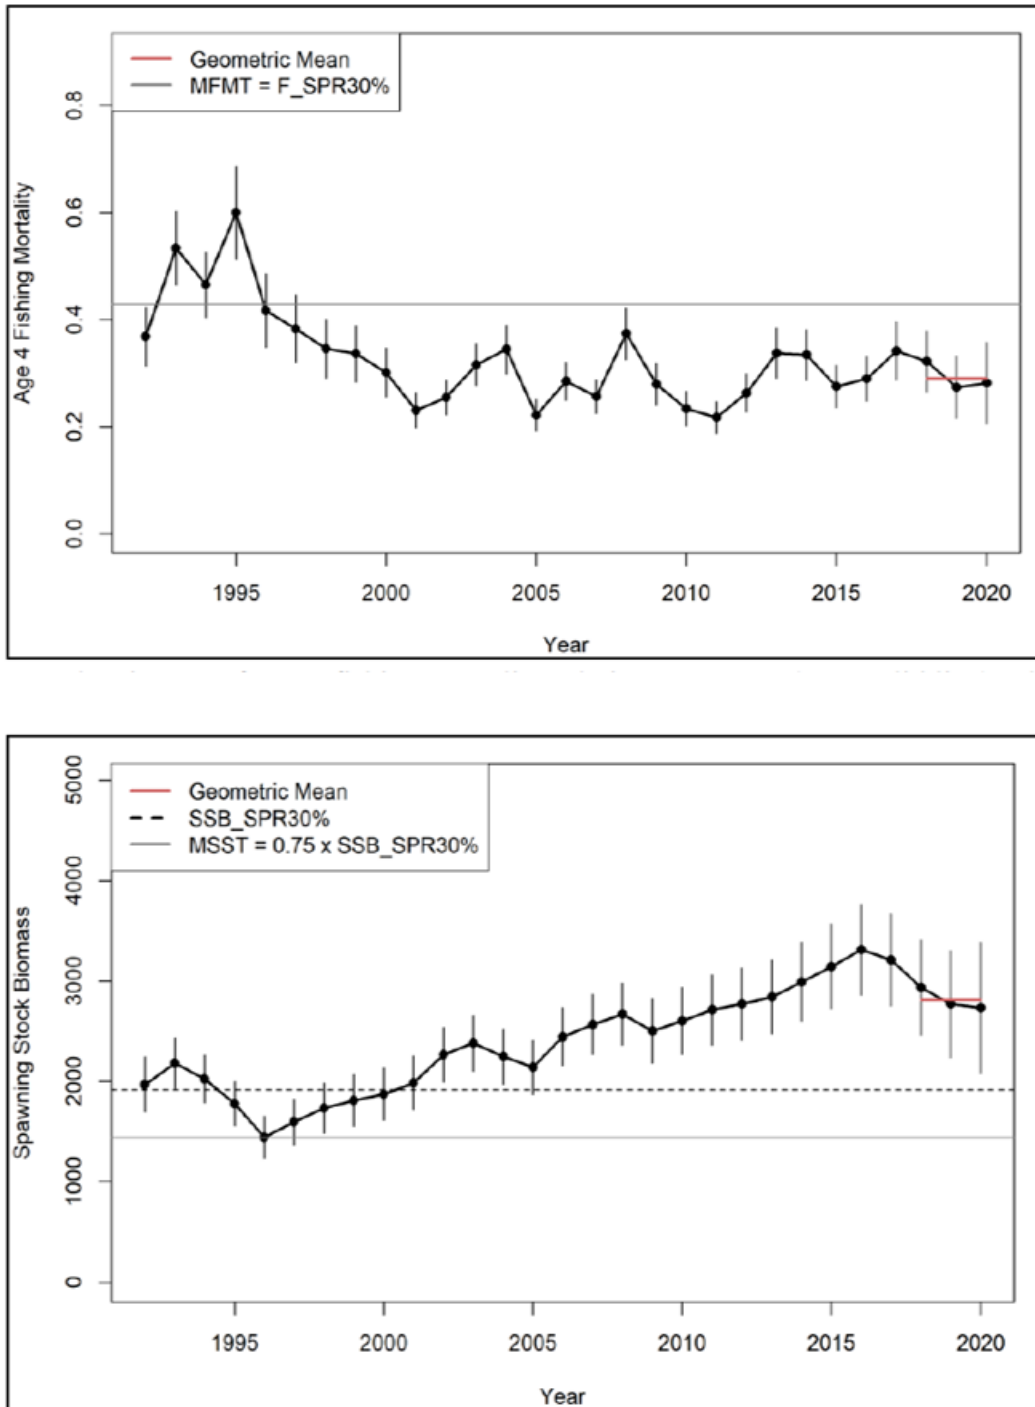 Geometric Mean
MFMT = F_SPR30%
Age 4 Fishing Mortality
0.8
0.6
0.4
0.2
0.0
1995 2000 2005 2010 2015 2020
Year
Geometric Mean
SSB_SPR30%
MSST = 0.75 x SSB_SPR30%
Spawning Stock Biomass
5000
4000
3000
2000
1000
0
1995 2000 2005 2010 2015 2020
Year